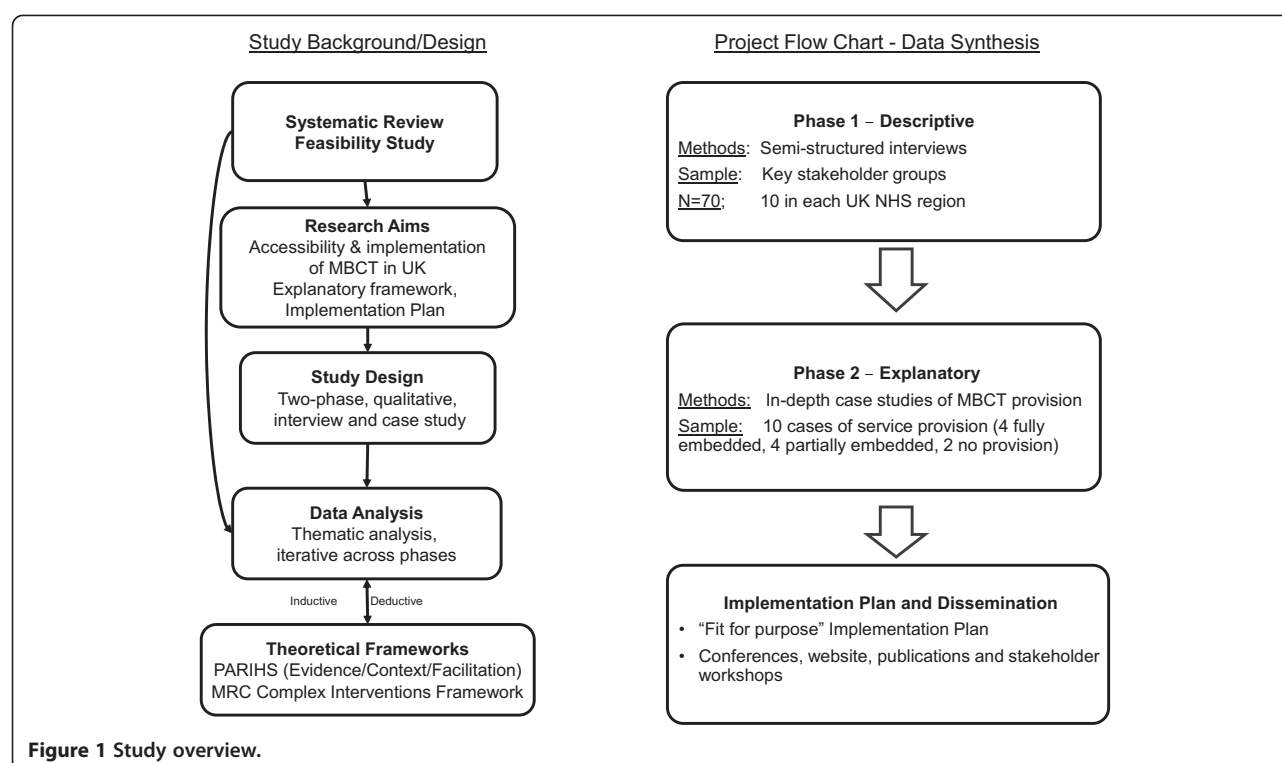 Study Background/Design
Systematic Review
Feasibility Study
Research Aims
Accessibility & implementation
of MBCT in UK
Explanatory framework,
Implementation Plan
Study Design
Two-phase, qualitative,
interview and case study
Data Analysis
Thematic analysis,
iterative across phases
Inductive Deductive
Theoretical Frameworks
PARIHS (Evidence/Context/Facilitation)
MRC Complex Interventions Framework
Project Flow Chart - Data Synthesis
Phase 1 – Descriptive
Methods: Semi-structured interviews
Sample: Key stakeholder groups
N=70; 10 in each UK NHS region
Phase 2 – Explanatory
Methods: In-depth case studies of MBCT provision
Sample: 10 cases of service provision (4 fully
embedded, 4 partially embedded, 2 no provision)
Implementation Plan and Dissemination
• “Fit for purpose” Implementation Plan
• Conferences, website, publications and stakeholder
workshops
Figure 1 Study overview.